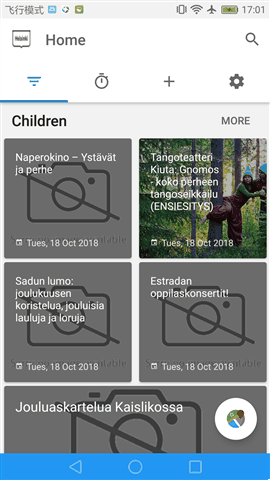 飞行模式 17:01
Home
Children MORE
Naperokino – Ystävät
ja perhe
Tues, 18 Oct 2018
Tangoteatteri
Kiuta: Gnomos
- koko perheen
tangoseikkailu
(ENSIESITYS)
Tues, 18 Oct 2018
Sadun lumo:
joulukuusen
koristelua, jouluisia
lauluja ja loruja
Tues, 18 Oct 2018
Estradan
oppilaskonsertit!
Tues, 18 Oct 2018
Jouluaskartelua Kaislikossa